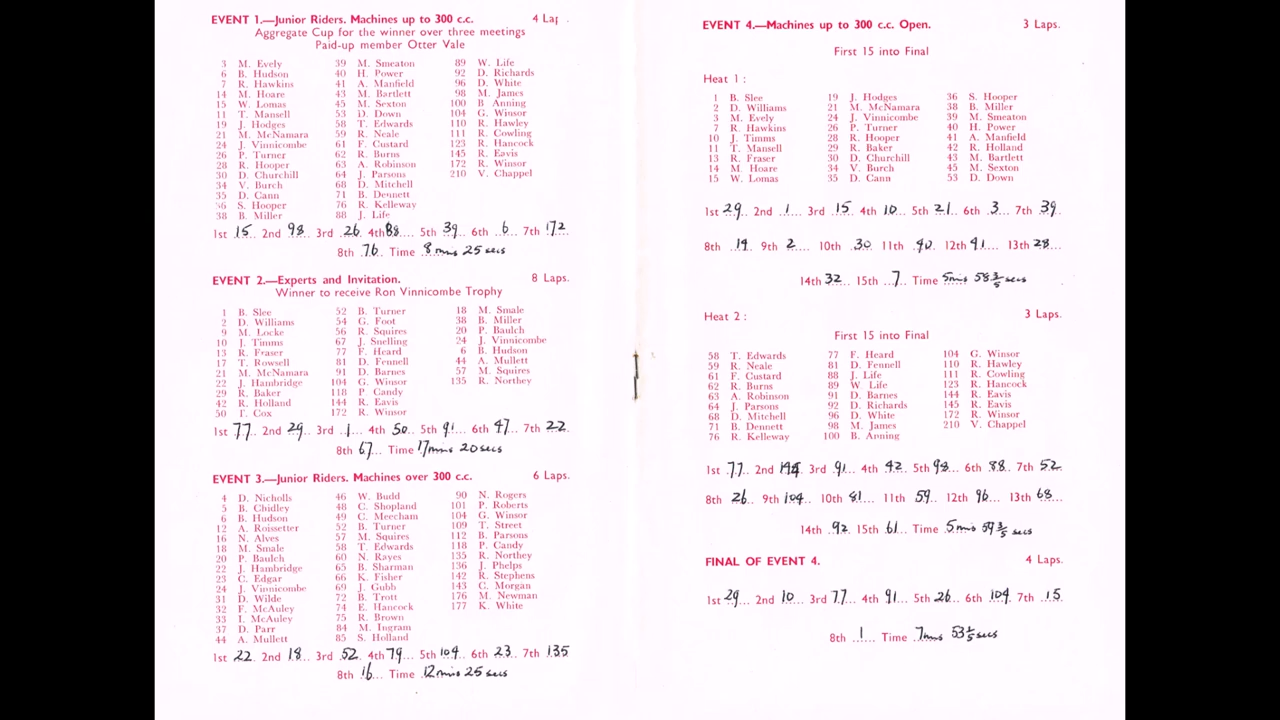 EVENT 1.—Junior Riders. Machines up to 300 c.c. 4 Lap
Aggregate Cup for the winner over three meetings
Paid-up member Otter Vale
3 M. Evely 39 M. Smeaton 89 W. Life
6 B. Hudson 40 H. Power 92 D. Richards
7 R. Hawkins 41 A. Manfield 96 D. White
14 M. Hoare 43 M. Bartlett 98 M. James
15 W. Lomas 45 M. Sexton 100 B Anning
11 T. Mansell 53 D. Down 104 G. Winsor
19 J. Hodges 58 T. Edwards 110 R. Hawley
21 M. McNamara 59 R. Neale 111 R. Cowling
24 J. Vinnicombe 61 F. Custard 123 R. Hancock
26 P. Turner 62 R. Burns 145 R. Eavis
28 R. Hooper 63 A. Robinson 172 R. Winsor
30 D. Churchill 64 J. Parsons 210 V. Chappel
34 V. Burch 68 D. Mitchell
35 D. Cann 71 B. Dennett
36 S. Hooper 76 R. Kelleway
38 B. Miller 88 J. Life
1st 15 2nd 98 3rd 26 4th 88 5th 39 6th 6 7th 172
8th 76 Time 8 mins 25 secs
EVENT 2.—Experts and Invitation. 8 Laps.
Winner to receive Ron Vinnicombe Trophy
1 B. Slee 52 B. Turner 18 M. Smale
2 D. Williams 54 G. Foot 38 B. Miller
9 M. Locke 56 R. Squires 20 P. Baulch
10 J. Timms 67 J. Snelling 24 J. Vinnicombe
13 R. Fraser 77 F. Heard 6 B. Hudson
17 T. Rowsell 81 D. Fennell 44 A. Mullett
21 M. McNamara 91 D. Barnes 57 M. Squires
22 J. Hambridge 104 G. Winsor 135 R. Northey
29 R. Baker 118 P Candy
42 R. Holland 144 R. Eavis
50 T. Cox 172 R. Winsor
1st 77 2nd 29 3rd 1 4th 50 5th 91 6th 47 7th 22
8th 67 Time 17 mins 20 secs
EVENT 3.—Junior Riders. Machines over 300 c.c. 6 Laps.
4 D. Nicholls 46 W. Budd 90 N. Rogers
5 B. Chidley 48 C. Shopland 101 P. Roberts
6 B. Hudson 49 C. Meecham 104 G. Winsor
12 A. Roissetter 52 B. Turner 109 T. Street
16 N. Alves 57 M. Squires 112 B. Parsons
18 M. Smale 58 T. Edwards 118 P. Candy
20 P. Baulch 60 N. Rayes 135 R. Northey
22 J. Hambridge 65 B. Sharman 136 J. Phelps
23 C. Edgar 66 K. Fisher 142 R. Stephens
24 J. Vinnicombe 69 J. Gubb 143 C. Morgan
31 D. Wilde 72 B. Trott 176 M. Newman
32 F. McAuley 74 E. Hancock 177 K. White
33 I. McAuley 75 R. Brown
37 D. Parr 84 M. Ingram
44 A. Mullett 85 S. Holland
1st 22 2nd 18 3rd 52 4th 79 5th 104 6th 23 7th 135
8th 16 Time 12 mins 25 secs
EVENT 4.—Machines up to 300 c.c. Open. 3 Laps.
First 15 into Final
Heat 1 :
1 B. Slee 19 J. Hodges 36 S. Hooper
2 D. Williams 21 M. McNamara 38 B. Miller
3 M. Evely 24 J. Vinnicombe 39 M. Smeaton
7 R. Hawkins 26 P. Turner 40 H. Power
10 J. Timms 28 R. Hooper 41 A. Manfield
11 T. Mansell 29 R. Baker 42 R. Holland
13 R. Fraser 30 D. Churchill 43 M. Bartlett
14 M. Hoare 34 V. Burch 45 M. Sexton
15 W. Lomas 35 D. Cann 53 D. Down
1st 29 2nd 1 3rd 15 4th 10 5th 21 6th 3 7th 39
8th 19 9th 2 10th 30 11th 40 12th 41 13th 28
14th 32 15th 7 Time 5 mins 58 3/5 secs
Heat 2 : 3 Laps.
First 15 into Final
58 T. Edwards 77 F. Heard 104 G. Winsor
59 R. Neale 81 D. Fennell 110 R. Hawley
61 F. Custard 88 J. Life 111 R. Cowling
62 R. Burns 89 W Life 123 R. Hancock
63 A. Robinson 91 D. Barnes 144 R. Eavis
64 J. Parsons 92 D. Richards 145 R. Eavis
68 D. Mitchell 96 D. White 172 R. Winsor
71 B. Dennett 98 M. James 210 V. Chappel
76 R. Kelleway 100 B. Anning
1st 77 2nd 144 3rd 91 4th 42 5th 98 6th 88 7th 52
8th 26 9th 104 10th 81 11th 59 12th 96 13th 68
14th 92 15th 61 Time 5 mins 59 3/5 secs
FINAL OF EVENT 4. 4 Laps.
1st 29 2nd 10 3rd 77 4th 91 5th 26 6th 104 7th 15
8th 1 Time 7 mins 53 1/5 secs